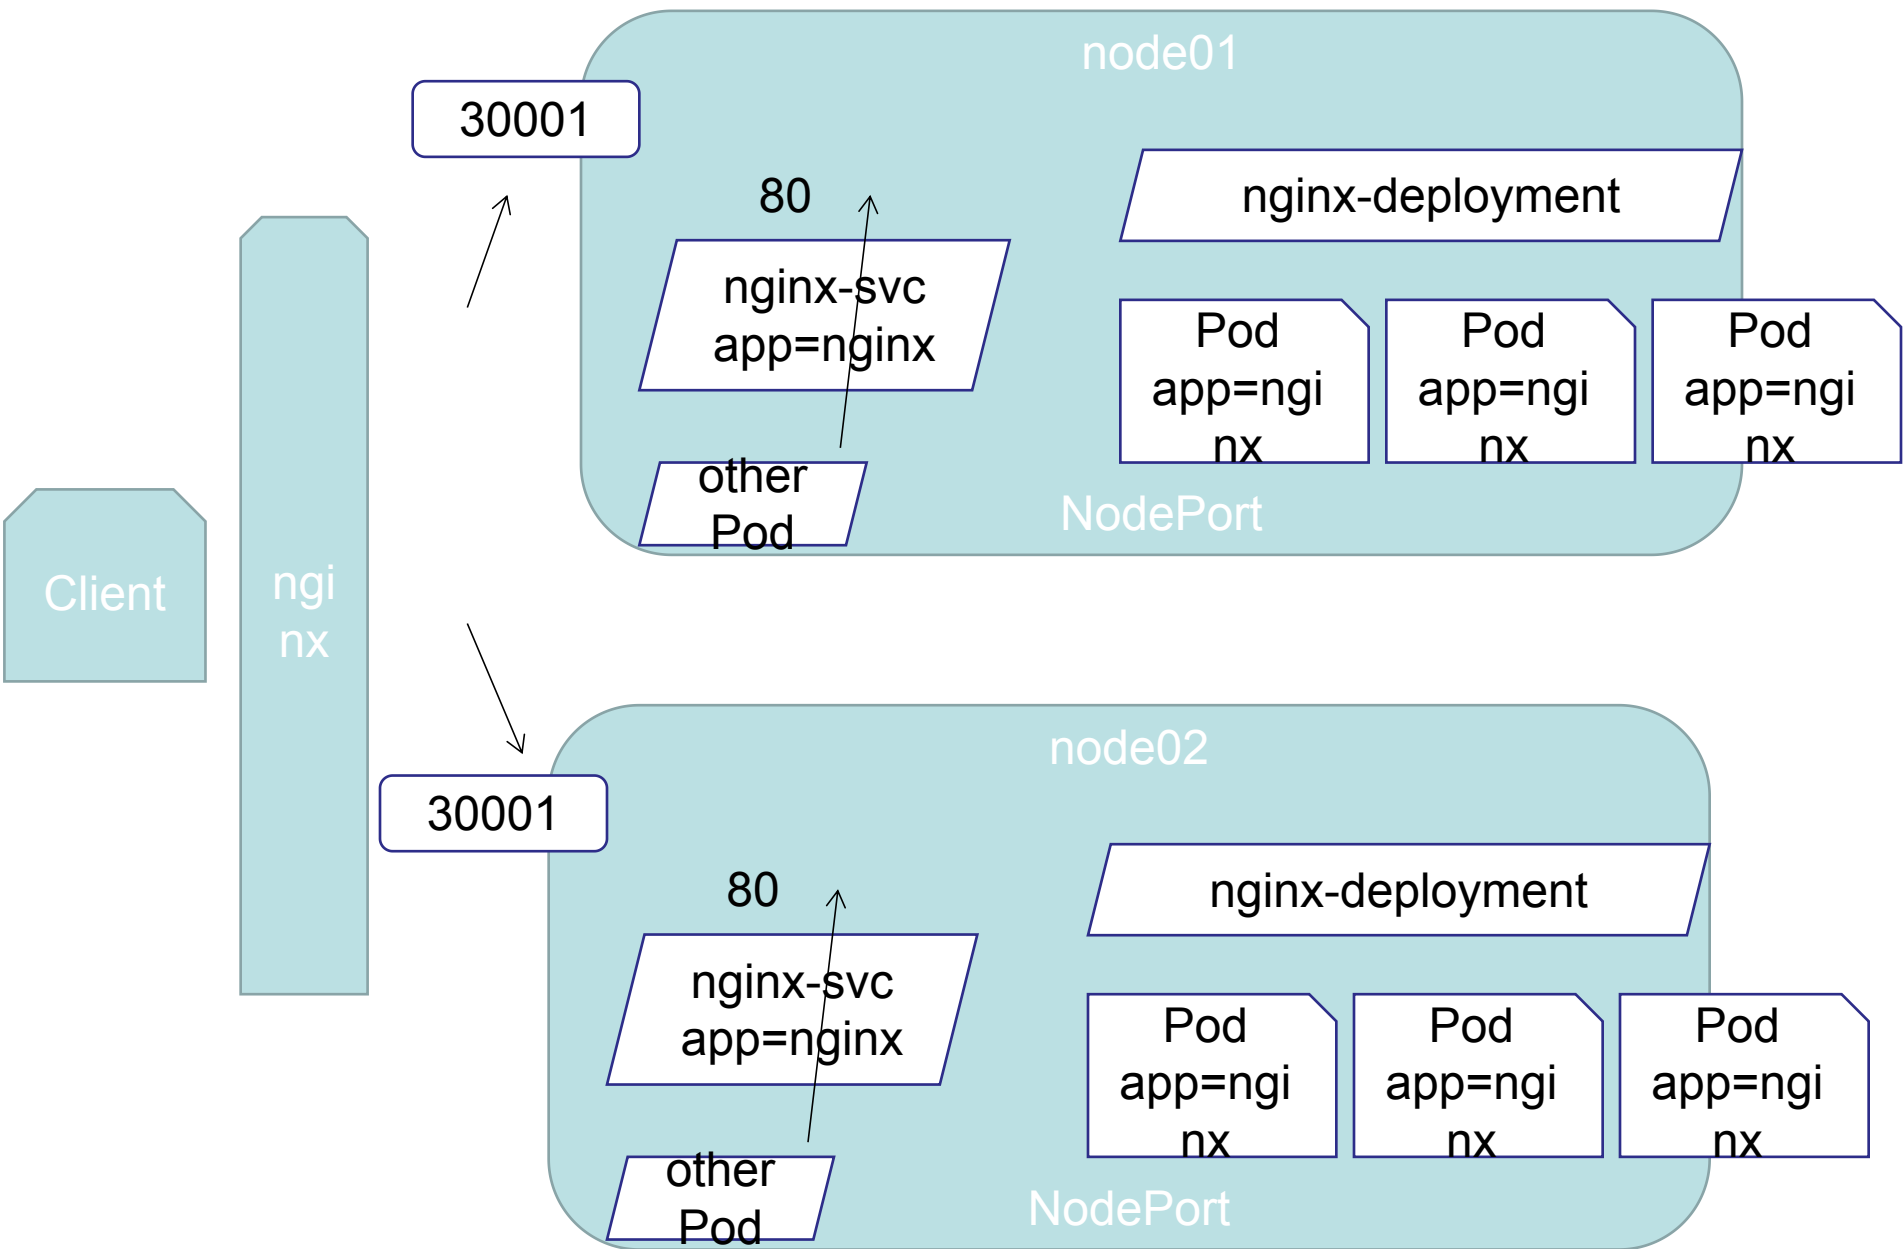 node01
30001
80
nginx-deployment
nginx-svc
app=nginx
Pod
app=ngi
nx
Pod
app=ngi
nx
Pod
app=ngi
nx
other
Pod
NodePort
Client
ngi
nx
node02
30001
80
nginx-deployment
nginx-svc
app=nginx
Pod
app=ngi
nx
Pod
app=ngi
nx
Pod
app=ngi
nx
other
Pod
NodePort